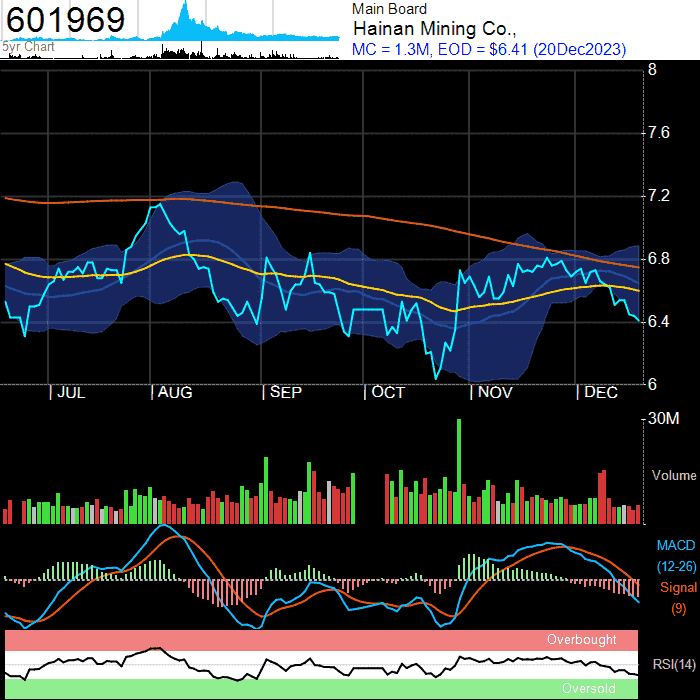 601969
5yr Chart
Main Board
Hainan Mining Co.,
MC = 1.3M, EOD = $6.41 (20Dec2023)
8
7.6
7.2
6.8
6.4
6
| JUL | AUG | SEP | OCT | NOV | DEC
30M
Volume
MACD
(12-26)
Signal
(9)
Overbought
RSI(14)
Oversold